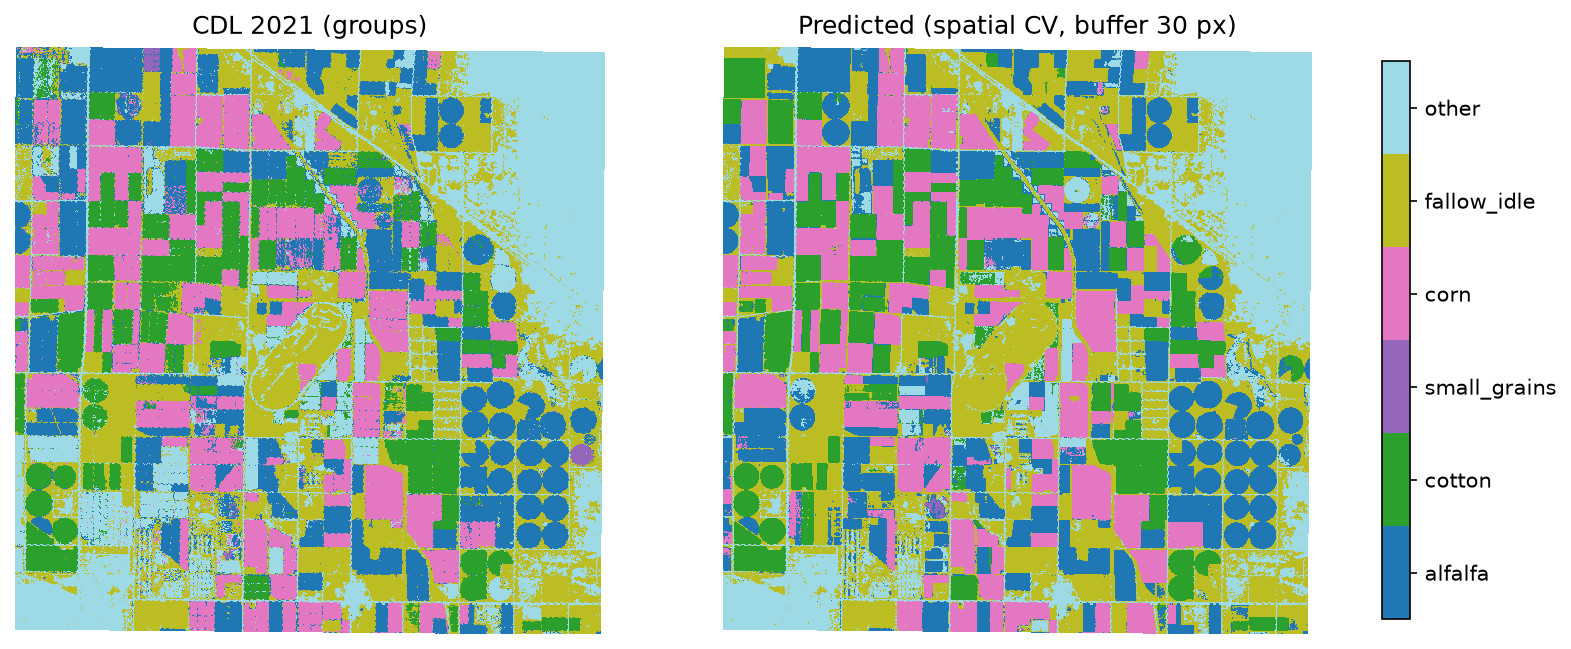 CDL 2021 (groups)
Predicted (spatial CV, buffer 30 px)
other
fallow_idle
corn
small_grains
cotton
alfalfa